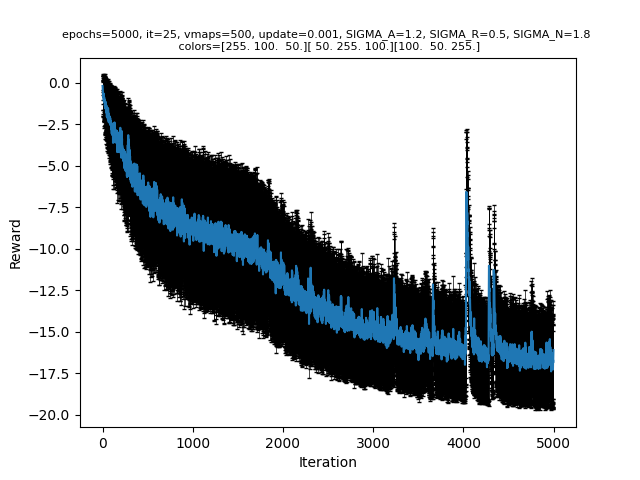 epochs=5000, it=25, vmaps=500, update=0.001, SIGMA_A=1.2, SIGMA_R=0.5, SIGMA_N=1.8
colors=[255. 100.  50.][ 50. 255. 100.][100.  50. 255.]
0.0
−2.5
−5.0
−7.5
−10.0
−12.5
−15.0
−17.5
−20.0
Reward
0 1000 2000 3000 4000 5000
Iteration